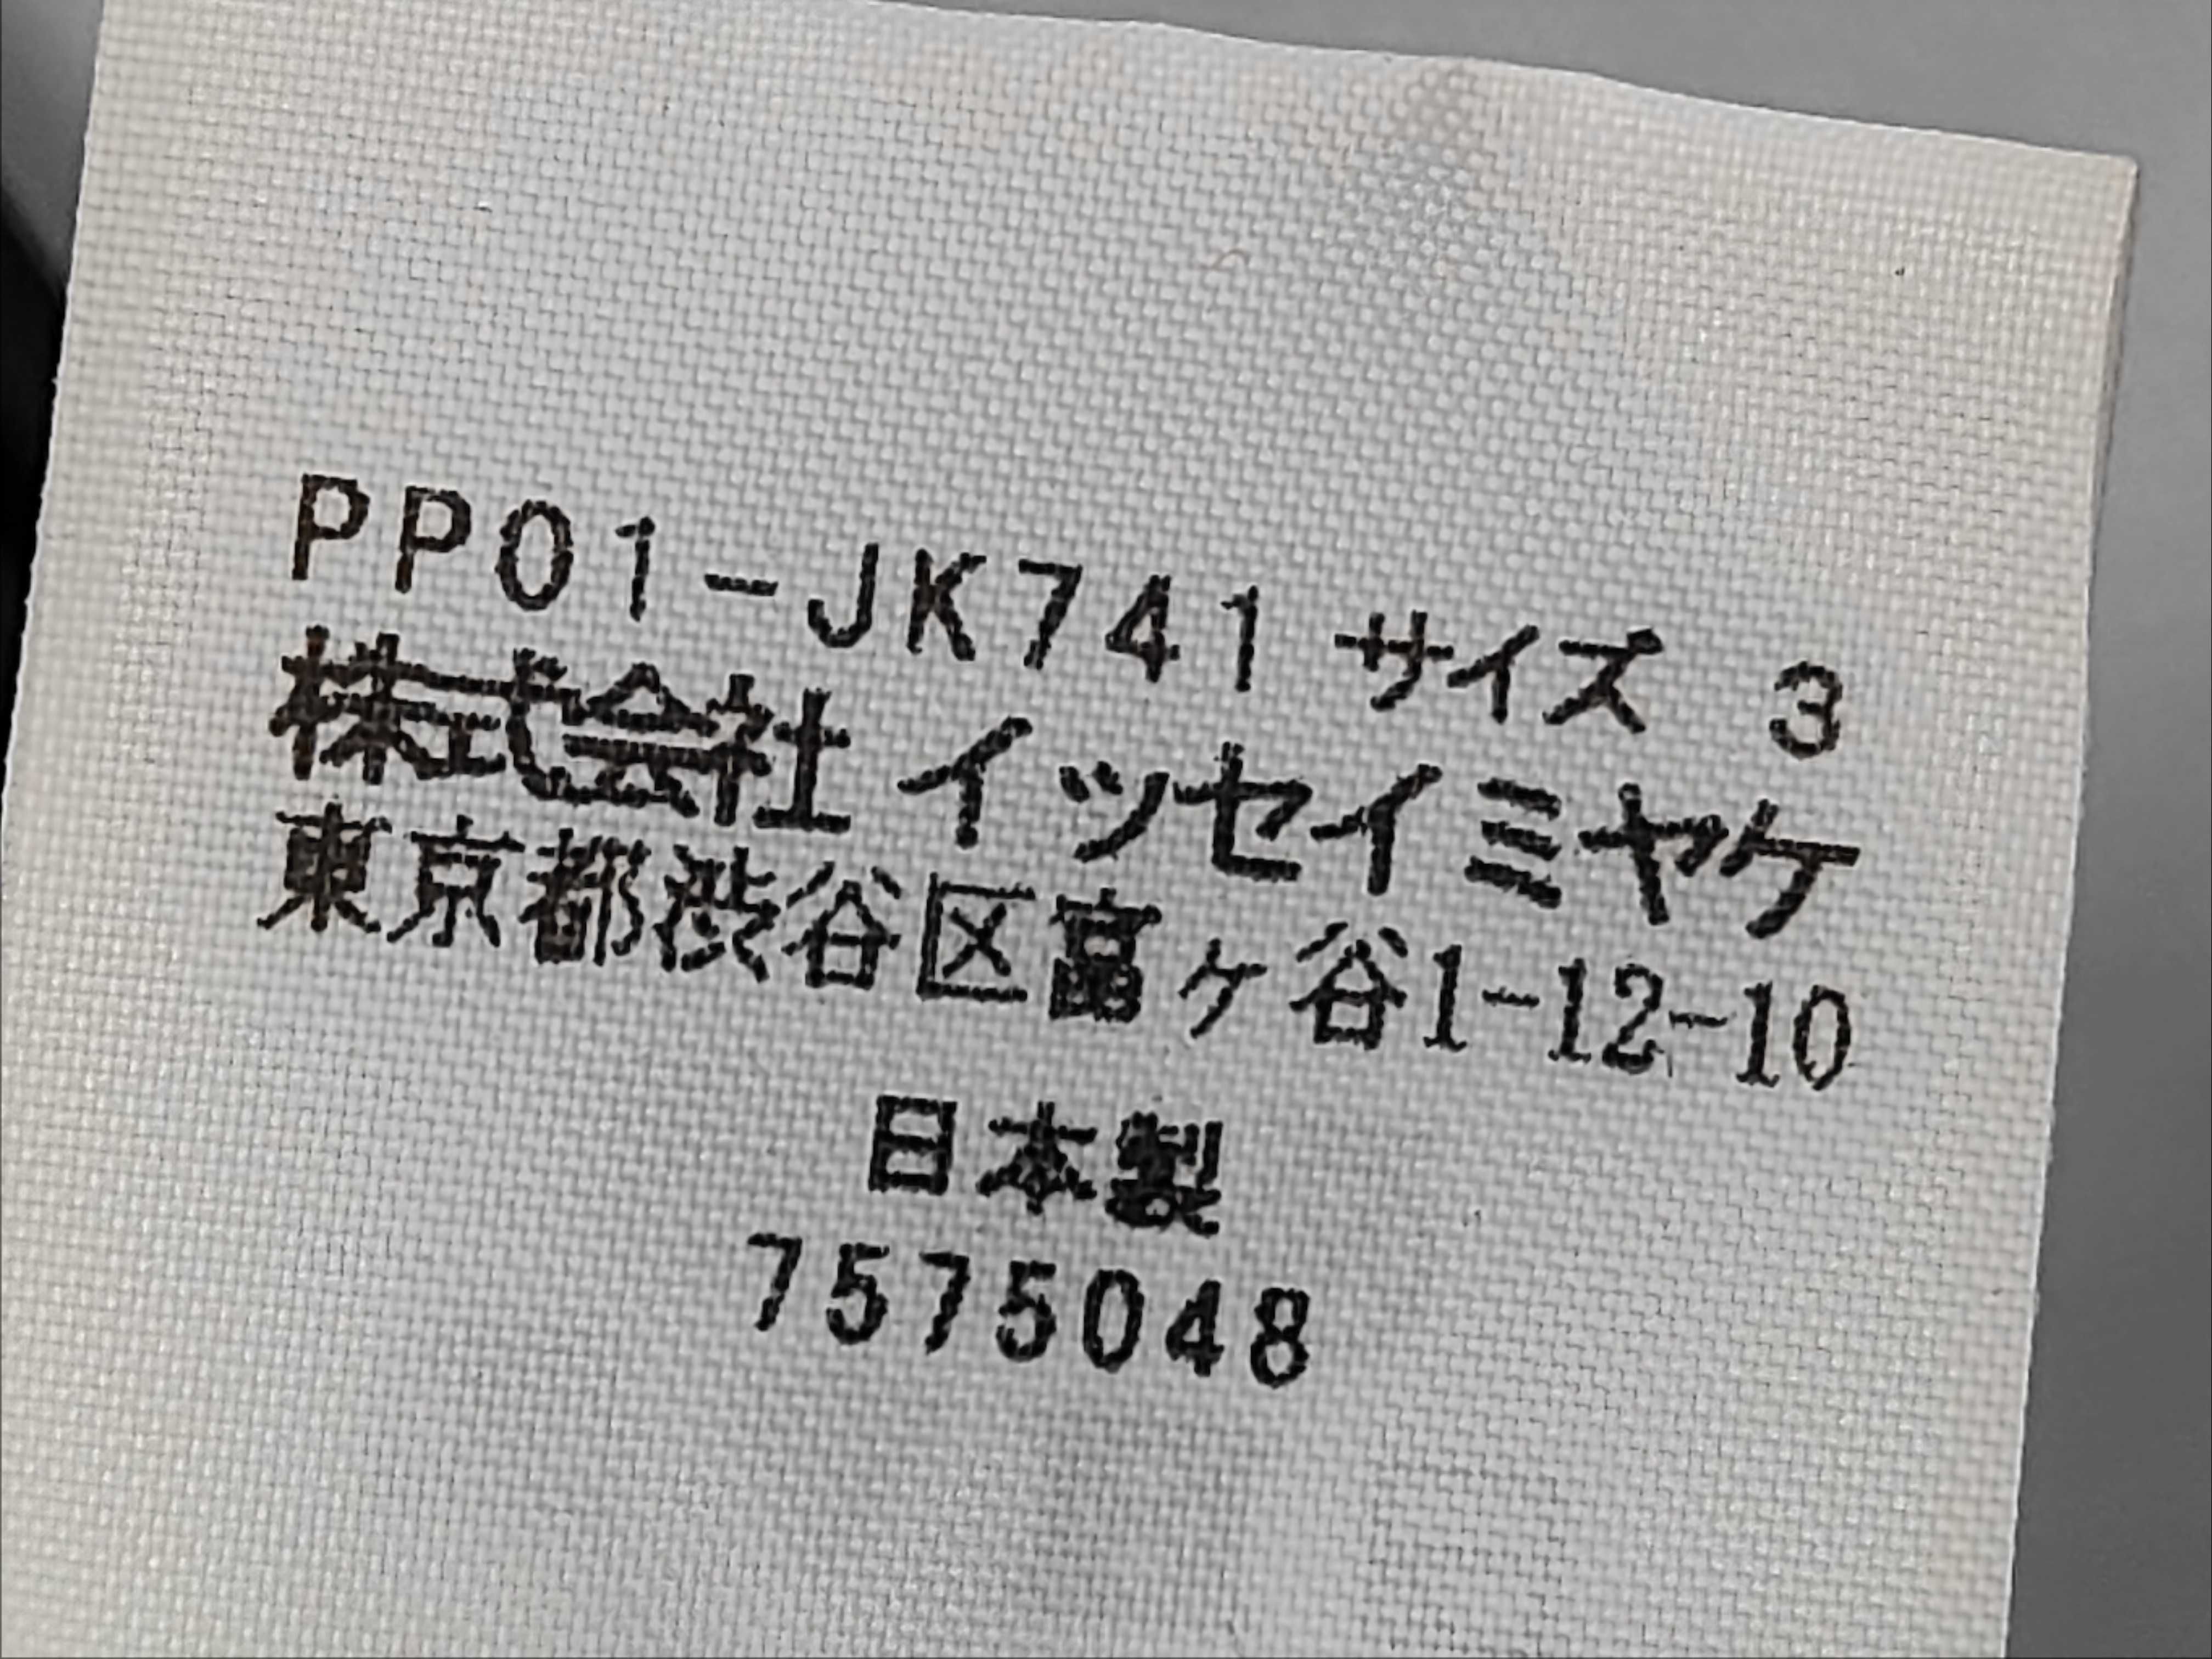 PP01-JK741 サイズ 3
株式会社 イッセイミヤケ
東京都渋谷区富ヶ谷1-12-10
日本製
7575048